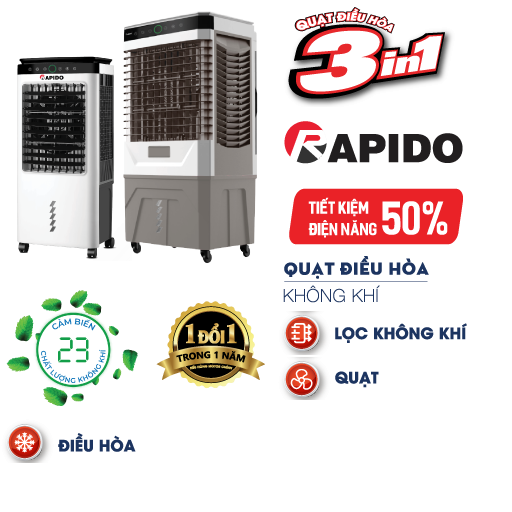 QUẠT ĐIỀU HÒA
3in1
RAPIDO
RAPIDO
TIẾT KIỆM
ĐIỆN NĂNG 50%
QUẠT ĐIỀU HÒA
KHÔNG KHÍ
CẢM BIẾN
23
CHẤT LƯỢNG KHÔNG KHÍ
1 ĐỔI 1
TRONG 1 NĂM
LỌC KHÔNG KHÍ
QUẠT
ĐIỀU HÒA